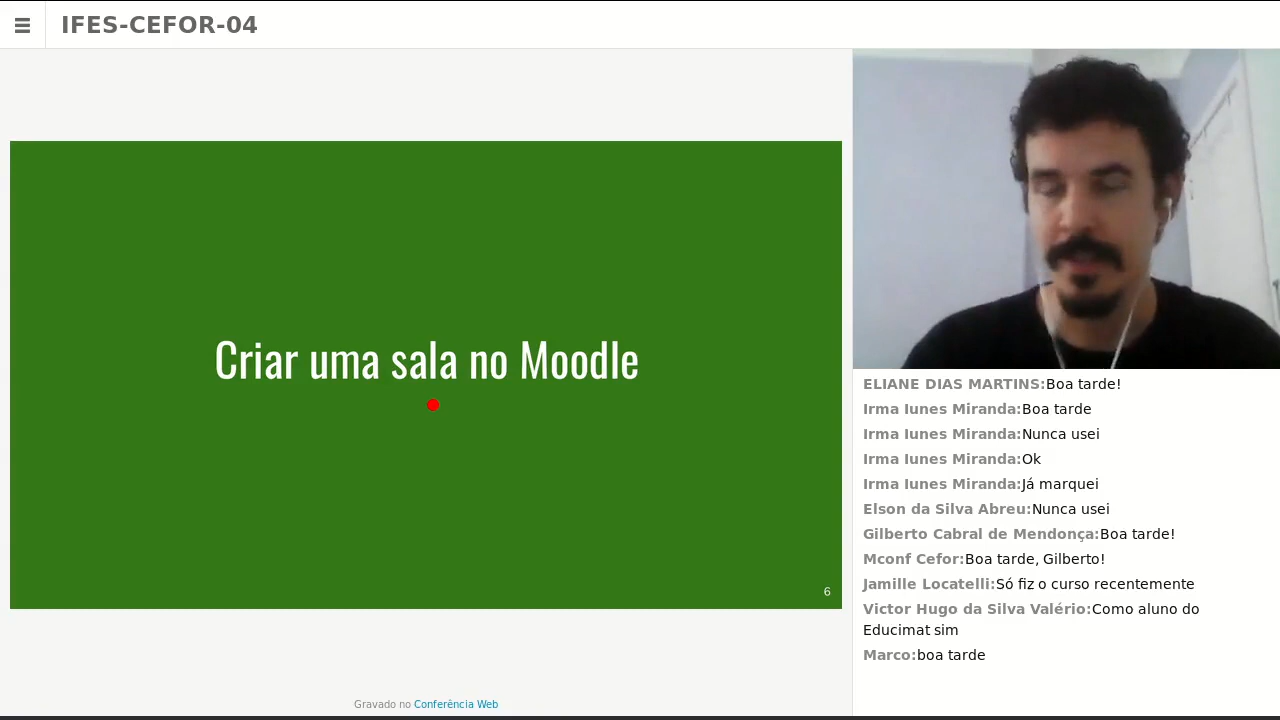 IFES-CEFOR-04
Criar uma sala no Moodle
6
Gravado no Conferência Web
ELIANE DIAS MARTINS:Boa tarde!
Irma Iunes Miranda:Boa tarde
Irma Iunes Miranda:Nunca usei
Irma Iunes Miranda:Ok
Irma Iunes Miranda:Já marquei
Elson da Silva Abreu:Nunca usei
Gilberto Cabral de Mendonça:Boa tarde!
Mconf Cefor:Boa tarde, Gilberto!
Jamille Locatelli:Só fiz o curso recentemente
Victor Hugo da Silva Valério:Como aluno do
Educimat sim
Marco:boa tarde